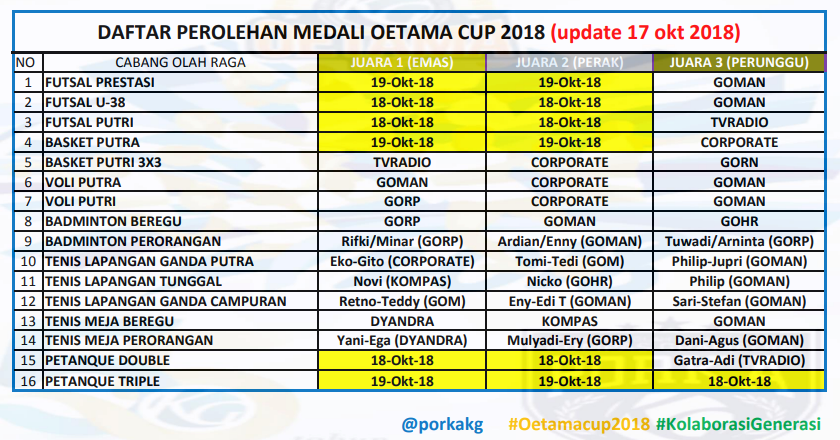 DAFTAR PEROLEHAN MEDALI OETAMA CUP 2018 (update 17 okt 2018)
NO CABANG OLAH RAGA JUARA 1 (EMAS) JUARA 2 (PERAK) JUARA 3 (PERUNGGU)
1 FUTSAL PRESTASI 19-Okt-18 19-Okt-18 GOMAN
2 FUTSAL U-38 18-Okt-18 18-Okt-18 GOMAN
3 FUTSAL PUTRI 18-Okt-18 18-Okt-18 TVRADIO
4 BASKET PUTRA 19-Okt-18 19-Okt-18 CORPORATE
5 BASKET PUTRI 3X3 TVRADIO CORPORATE GORN
6 VOLI PUTRA GOMAN CORPORATE GOMAN
7 VOLI PUTRI GORP CORPORATE GOMAN
8 BADMINTON BEREGU GORP GOMAN GOHR
9 BADMINTON PERORANGAN Rifki/Minar (GORP) Ardian/Enny (GOMAN) Tuwadi/Arninta (GORP)
10 TENIS LAPANGAN GANDA PUTRA Eko-Gito (CORPORATE) Tomi-Tedi (GOM) Philip-Jupri (GOMAN)
11 TENIS LAPANGAN TUNGGAL Novi (KOMPAS) Nicko (GOHR) Philip (GOMAN)
12 TENIS LAPANGAN GANDA CAMPURAN Retno-Teddy (GOM) Eny-Edi T (GOMAN) Sari-Stefan (GOMAN)
13 TENIS MEJA BEREGU DYANDRA KOMPAS GOMAN
14 TENIS MEJA PERORANGAN Yani-Ega (DYANDRA) Mulyadi-Ery (GORP) Dani-Agus (GOMAN)
15 PETANQUE DOUBLE 18-Okt-18 18-Okt-18 Gatra-Adi (TVRADIO)
16 PETANQUE TRIPLE 19-Okt-18 19-Okt-18 18-Okt-18
@porkakg #Oetamacup2018 #KolaborasiGenerasi